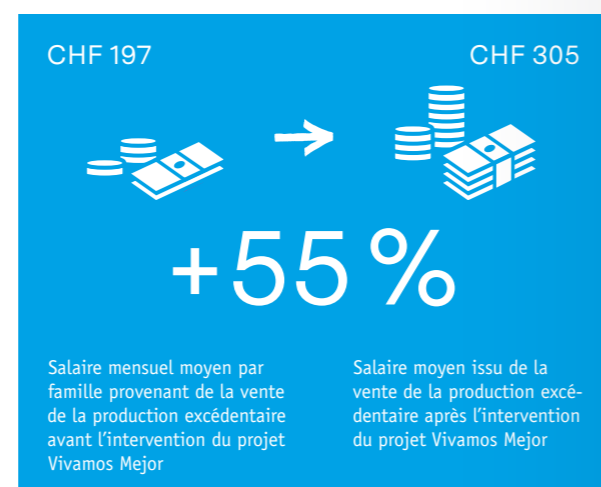 CHF 197
CHF 305
+55 %
Salaire mensuel moyen par
famille provenant de la vente
de la production excédentaire
avant l'intervention du projet
Vivamos Mejor
Salaire moyen issu de la
vente de la production excé-
dentaire après l'intervention
du projet Vivamos Mejor